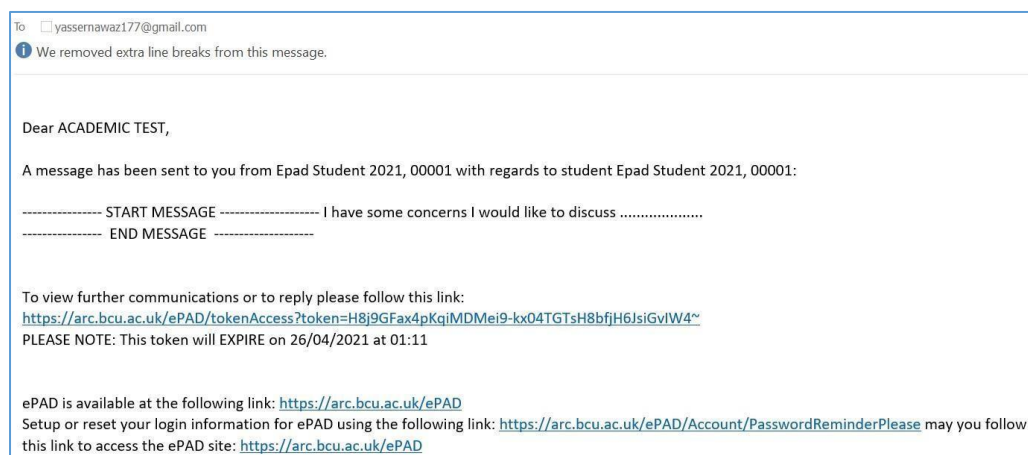 To yassernawaz177@gmail.com
We removed extra line breaks from this message.
Dear ACADEMIC TEST,
A message has been sent to you from Epad Student 2021, 00001 with regards to student Epad Student 2021, 00001:
---------------- START MESSAGE -------------------- I have some concerns I would like to discuss ....................
---------------- END MESSAGE --------------------
To view further communications or to reply please follow this link:
https://arc.bcu.ac.uk/ePAD/tokenAccess?token=H8j9GFax4pKqiMDMei9-kx04TGTsH8bfjH6JsiGvIW4~
PLEASE NOTE: This token will EXPIRE on 26/04/2021 at 01:11
ePAD is available at the following link: https://arc.bcu.ac.uk/ePAD
Setup or reset your login information for ePAD using the following link: https://arc.bcu.ac.uk/ePAD/Account/PasswordReminderPlease may you follow
this link to access the ePAD site: https://arc.bcu.ac.uk/ePAD